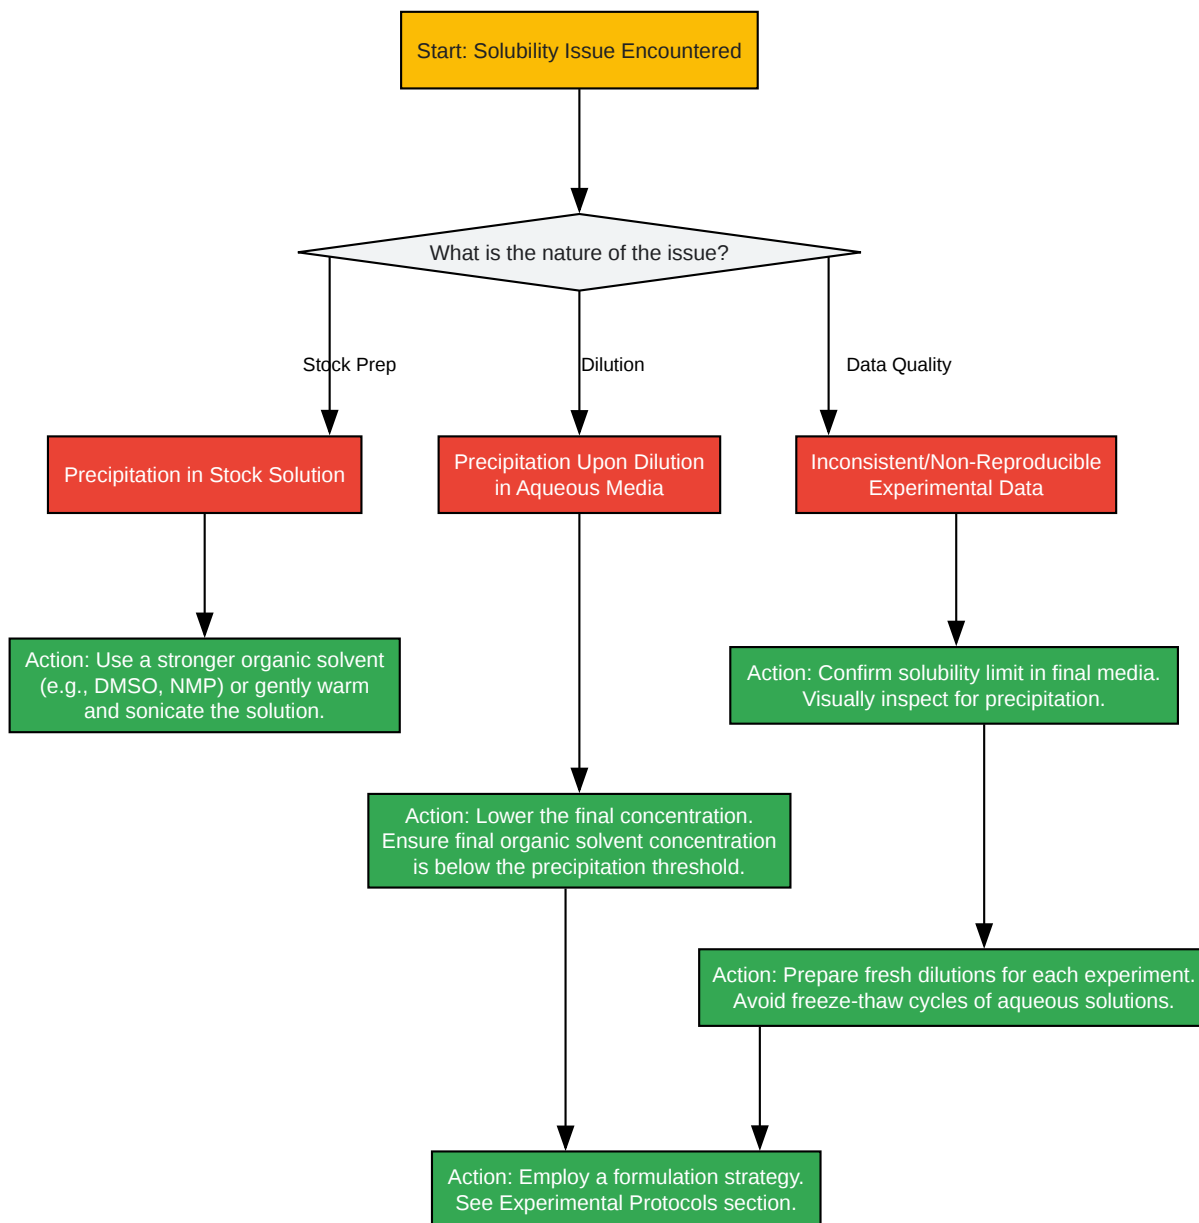 Start: Solubility Issue Encountered
What is the nature of the issue?
Stock Prep
Dilution
Data Quality
Precipitation in Stock Solution
Precipitation Upon Dilution
in Aqueous Media
Inconsistent/Non-Reproducible
Experimental Data
Action: Use a stronger organic solvent
(e.g., DMSO, NMP) or gently warm
and sonicate the solution.
Action: Confirm solubility limit in final media.
Visually inspect for precipitation.
Action: Lower the final concentration.
Ensure final organic solvent concentration
is below the precipitation threshold.
Action: Prepare fresh dilutions for each experiment.
Avoid freeze-thaw cycles of aqueous solutions.
Action: Employ a formulation strategy.
See Experimental Protocols section.